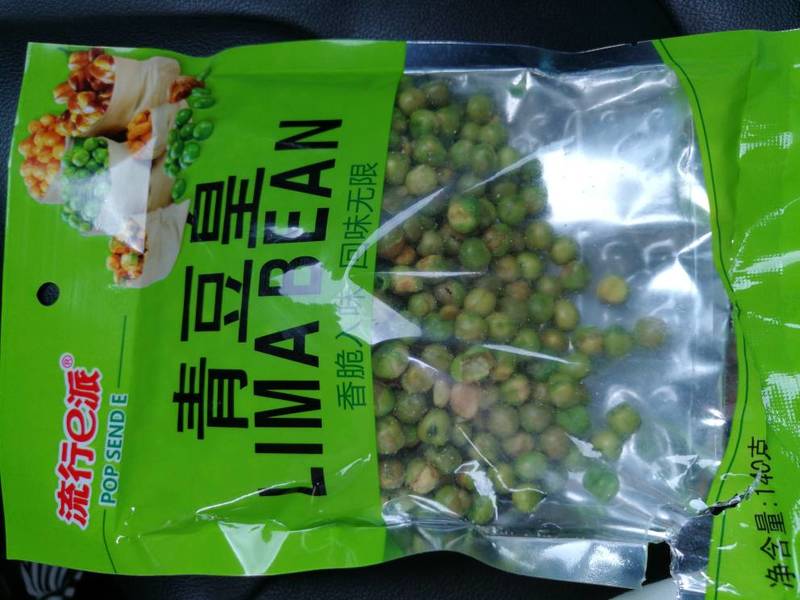 流行e派®
POP SEND E
青豆皇
LIMA BEAN
香脆入味 回味无限
净含量:140克